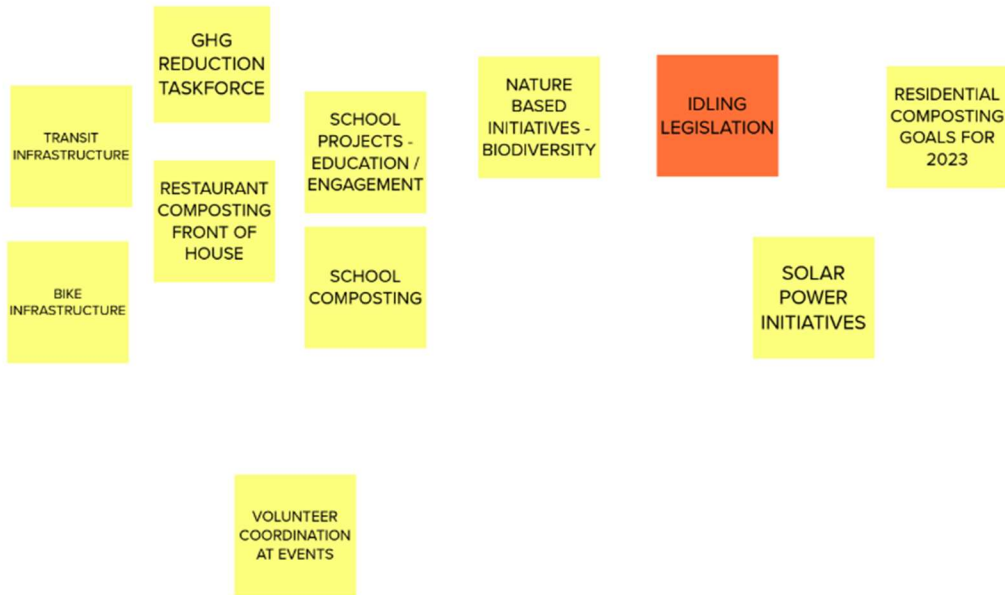 GHG
REDUCTION
TASKFORCE
TRANSIT
INFRASTRUCTURE
SCHOOL
PROJECTS -
EDUCATION /
ENGAGEMENT
NATURE
BASED
INITIATIVES -
BIODIVERSITY
IDLING
LEGISLATION
RESIDENTIAL
COMPOSTING
GOALS FOR
2023
RESTAURANT
COMPOSTING
FRONT OF
HOUSE
BIKE
INFRASTRUCTURE
SCHOOL
COMPOSTING
SOLAR
POWER
INITIATIVES
VOLUNTEER
COORDINATION
AT EVENTS